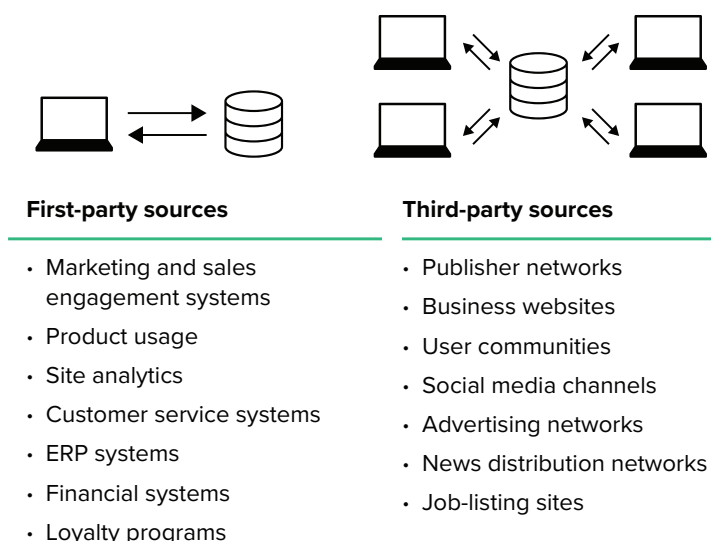 First-party sources
• Marketing and sales
engagement systems
• Product usage
• Site analytics
• Customer service systems
• ERP systems
• Financial systems
• Loyalty programs
Third-party sources
• Publisher networks
• Business websites
• User communities
• Social media channels
• Advertising networks
• News distribution networks
• Job-listing sites